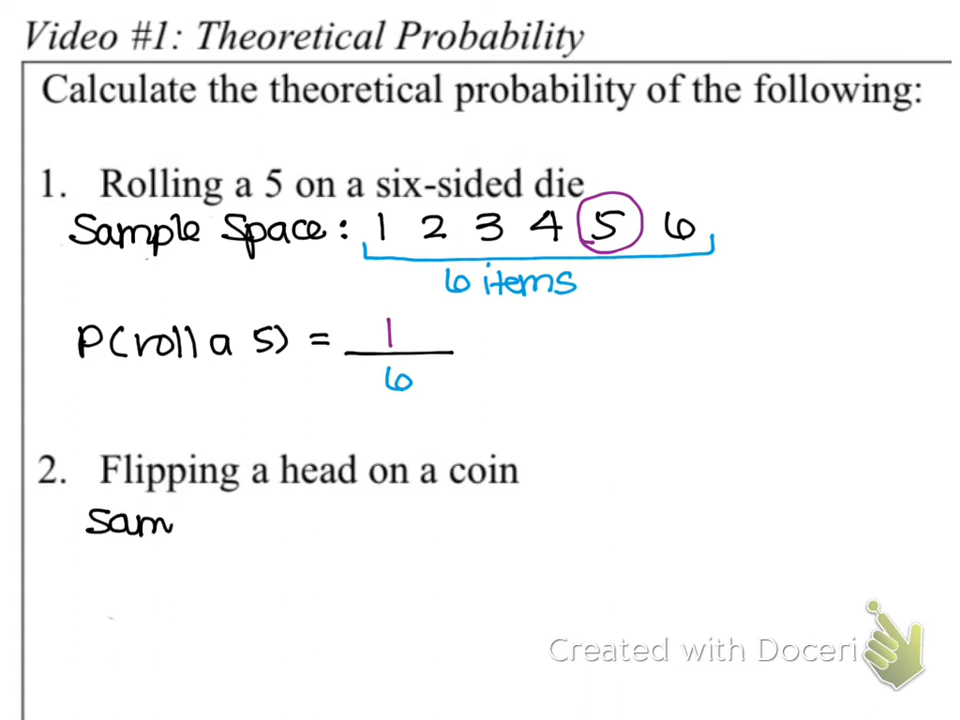 Video #1: Theoretical Probability
Calculate the theoretical probability of the following:
1. Rolling a 5 on a six-sided die
Sample Space: 1 2 3 4 5 6
6 items
P(roll a 5) = 1/6
2. Flipping a head on a coin
Sam
Created with Doceri